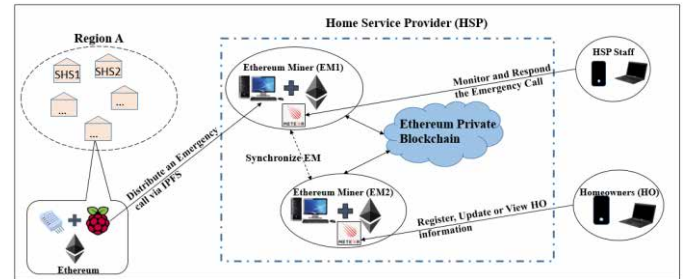 Home Service Provider (HSP)
Region A
SHS1
SHS2
...
...
...
Ethereum Miner (EM1)
METEOR
HSP Staff
Monitor and Respond
the Emergency Call
Ethereum Private
Blockchain
Distribute an Emergency
call via IPFS
Synchronize EM
Ethereum Miner (EM2)
METEOR
Homeowners (HO)
Register, Update or View HO
information
Ethereum